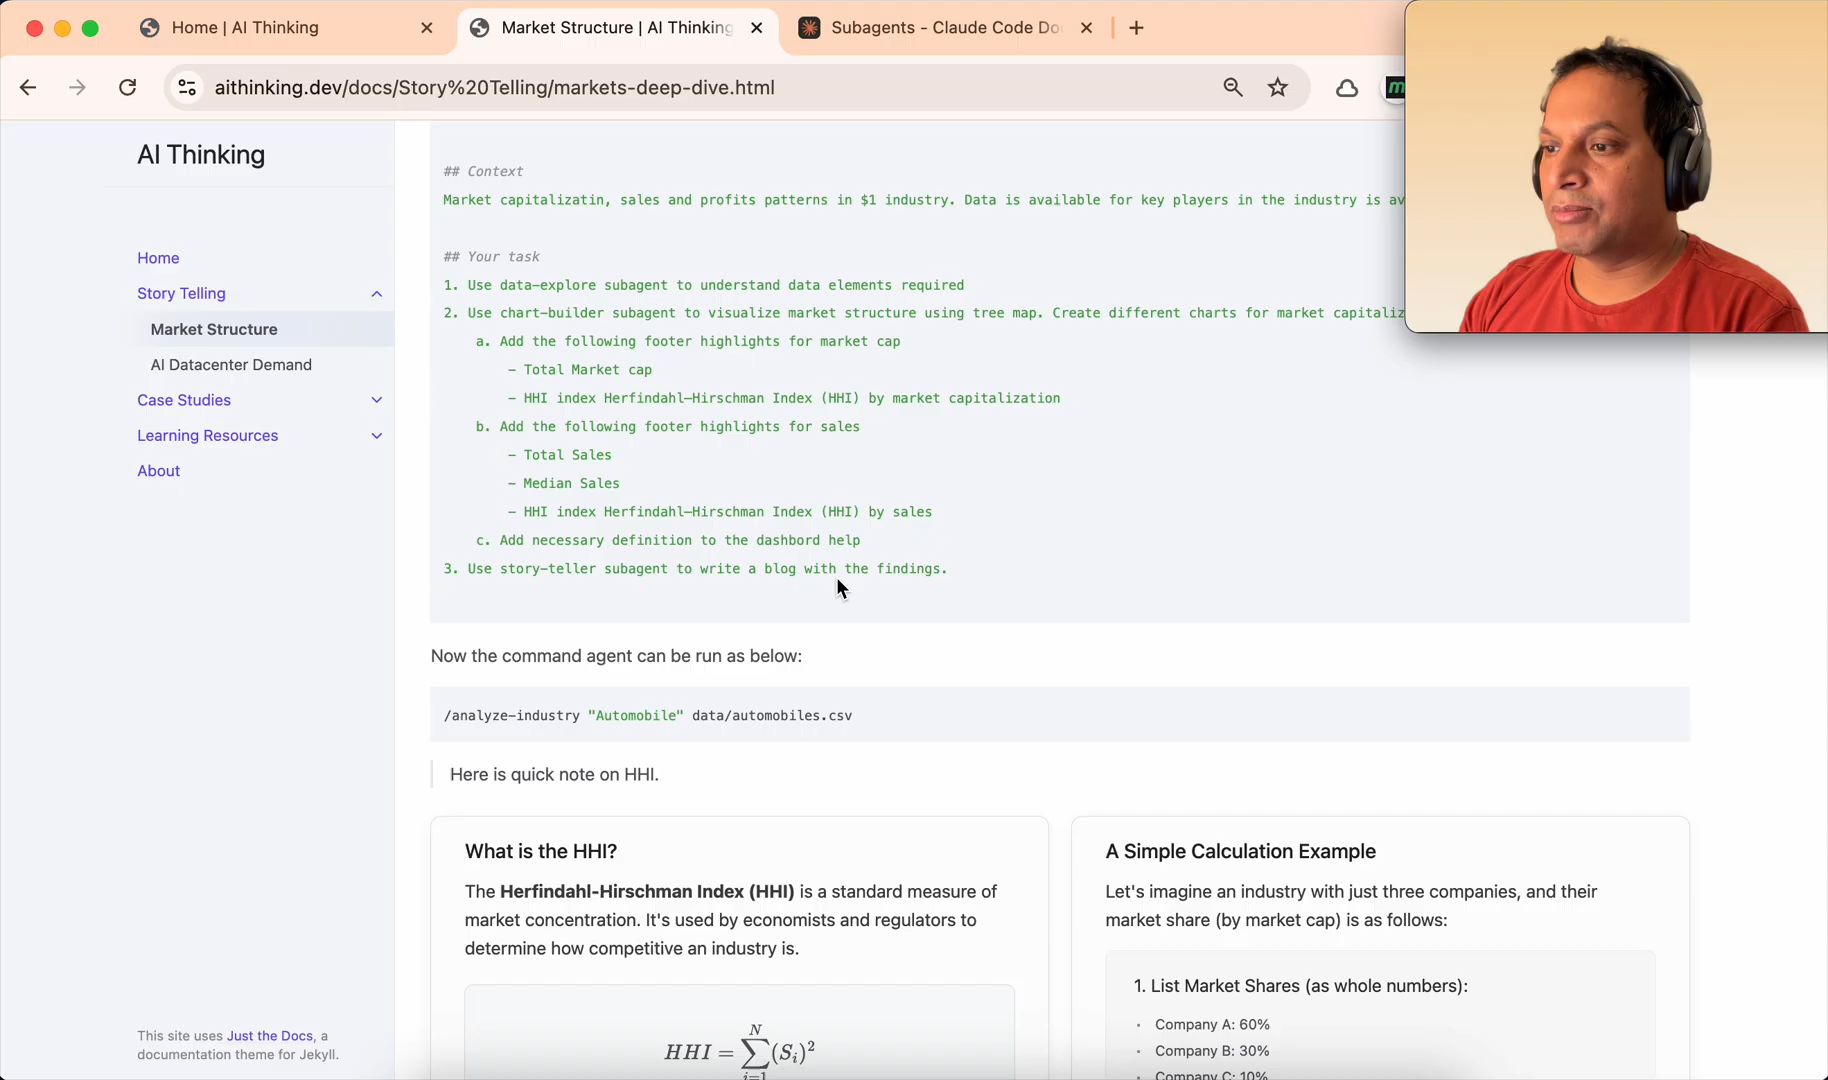 Home | AI Thinking
Market Structure | AI Thinking
Subagents - Claude Code Do
aithinking.dev/docs/Story%20Telling/markets-deep-dive.html
AI Thinking
Home
Story Telling
Market Structure
AI Datacenter Demand
Case Studies
Learning Resources
About
This site uses Just the Docs, a
documentation theme for Jekyll.
## Context
Market capitalizatin, sales and profits patterns in $1 industry. Data is available for key players in the industry is av
## Your task
1. Use data-explore subagent to understand data elements required
2. Use chart-builder subagent to visualize market structure using tree map. Create different charts for market capitaliz
a. Add the following footer highlights for market cap
- Total Market cap
- HHI index Herfindahl–Hirschman Index (HHI) by market capitalization
b. Add the following footer highlights for sales
- Total Sales
- Median Sales
- HHI index Herfindahl–Hirschman Index (HHI) by sales
c. Add necessary definition to the dashbord help
3. Use story-teller subagent to write a blog with the findings.
Now the command agent can be run as below:
/analyze-industry "Automobile" data/automobiles.csv
Here is quick note on HHI.
What is the HHI?
The Herfindahl-Hirschman Index (HHI) is a standard measure of
market concentration. It's used by economists and regulators to
determine how competitive an industry is.
HHI = ∑_{i=1}^{N} (S_i)^2
A Simple Calculation Example
Let's imagine an industry with just three companies, and their
market share (by market cap) is as follows:
1. List Market Shares (as whole numbers):
• Company A: 60%
• Company B: 30%
• Company C: 10%